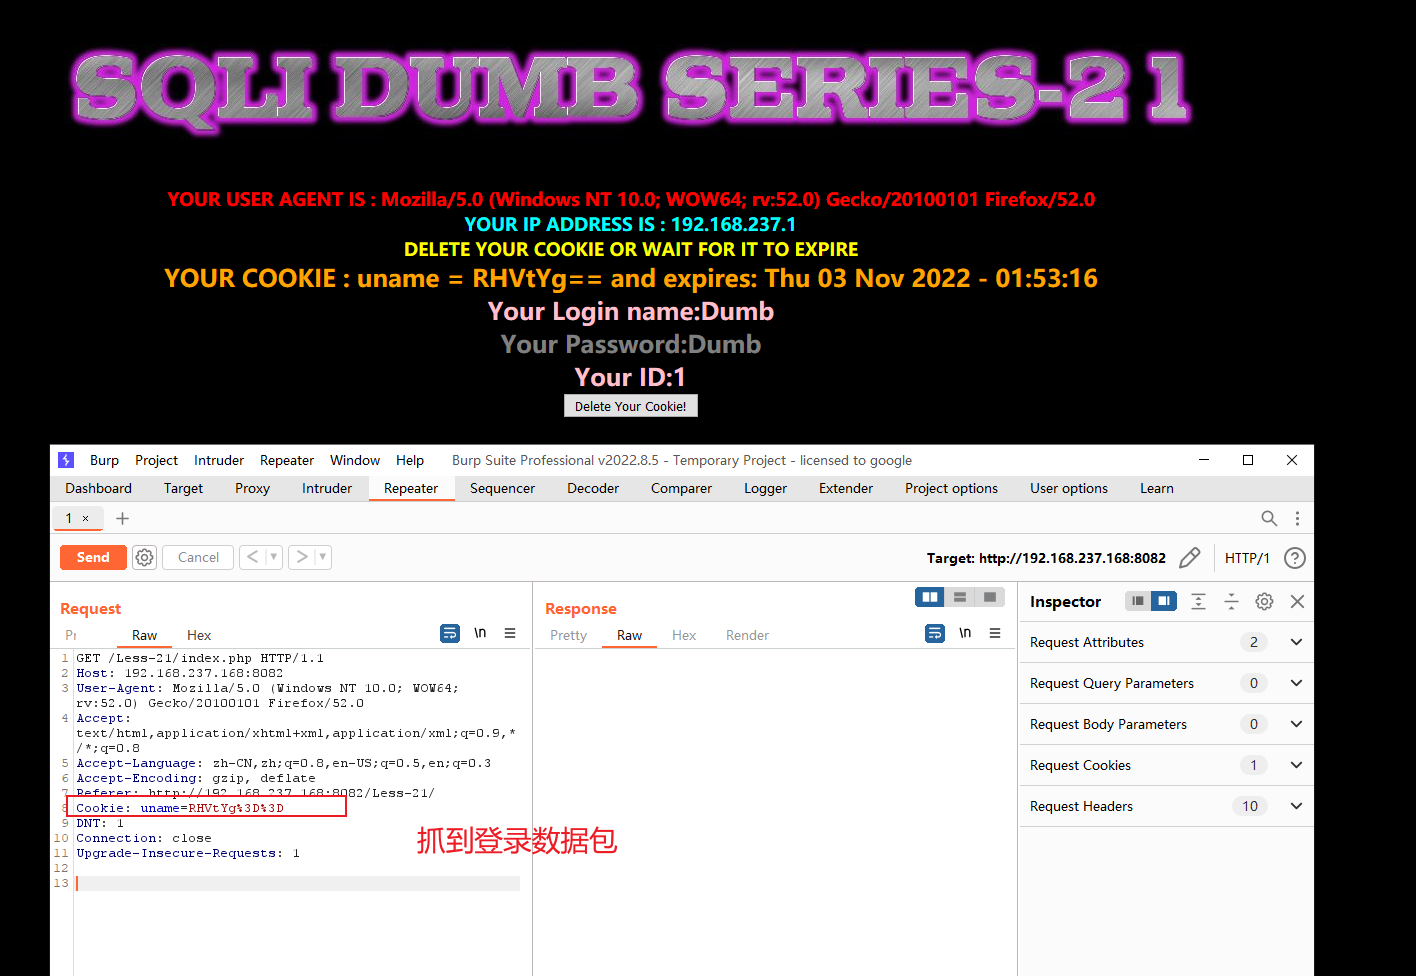 SQLI DUMB SERIES-21
YOUR USER AGENT IS : Mozilla/5.0 (Windows NT 10.0; WOW64; rv:52.0) Gecko/20100101 Firefox/52.0
YOUR IP ADDRESS IS : 192.168.237.1
DELETE YOUR COOKIE OR WAIT FOR IT TO EXPIRE
YOUR COOKIE : uname = RHVtYg== and expires: Thu 03 Nov 2022 - 01:53:16
Your Login name:Dumb
Your Password:Dumb
Your ID:1
Delete Your Cookie!
Burp Project Intruder Repeater Window Help Burp Suite Professional v2022.8.5 - Temporary Project - licensed to google
Dashboard Target Proxy Intruder Repeater Sequencer Decoder Comparer Logger Extender Project options User options Learn
1 × +
Send Cancel < > Target: http://192.168.237.168:8082 HTTP/1 ?
Request
Pr Raw Hex \n
1 GET /Less-21/index.php HTTP/1.1
2 Host: 192.168.237.168:8082
3 User-Agent: Mozilla/5.0 (Windows NT 10.0; WOW64;
rv:52.0) Gecko/20100101 Firefox/52.0
4 Accept:
text/html,application/xhtml+xml,application/xml;q=0.9,*
/*;q=0.8
5 Accept-Language: zh-CN,zh;q=0.8,en-US;q=0.5,en;q=0.3
6 Accept-Encoding: gzip, deflate
7 Referer: http://192.168.237.168:8082/Less-21/
8 Cookie: uname=RHVtYg%3D%3D
9 DNT: 1
10 Connection: close
11 Upgrade-Insecure-Requests: 1
12
13
抓到登录数据包
Response
Pretty Raw Hex Render \n
Inspector
Request Attributes 2
Request Query Parameters 0
Request Body Parameters 0
Request Cookies 1
Request Headers 10